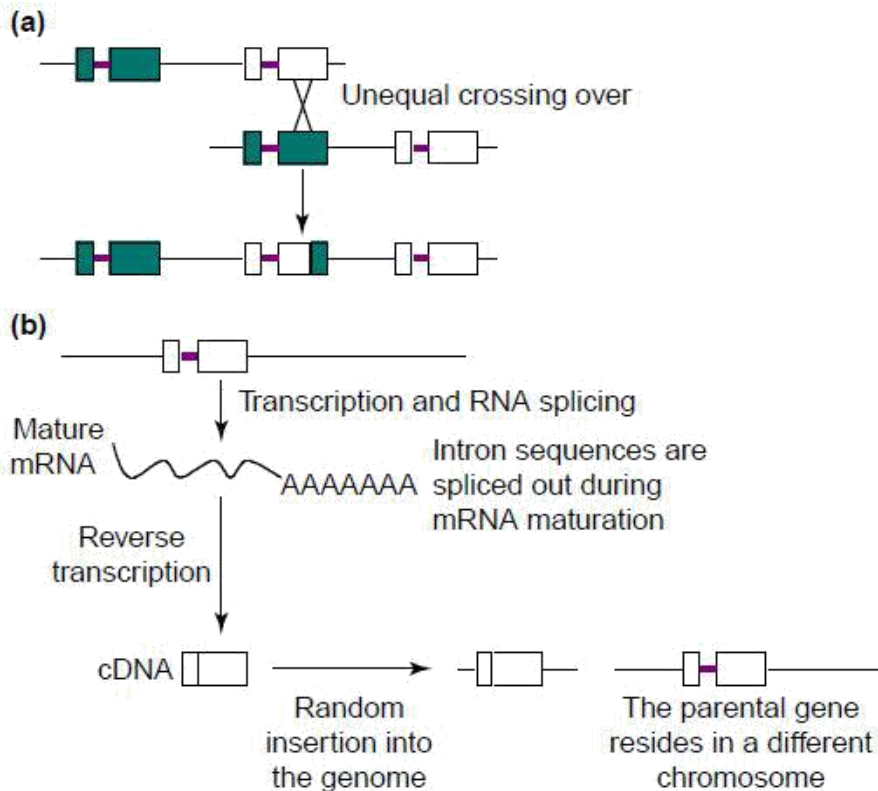 (a)
Unequal crossing over
(b)
Transcription and RNA splicing
Mature
mRNA
AAAAAAA
Intron sequences are
spliced out during
mRNA maturation
Reverse
transcription
cDNA
Random
insertion into
the genome
The parental gene
resides in a different
chromosome